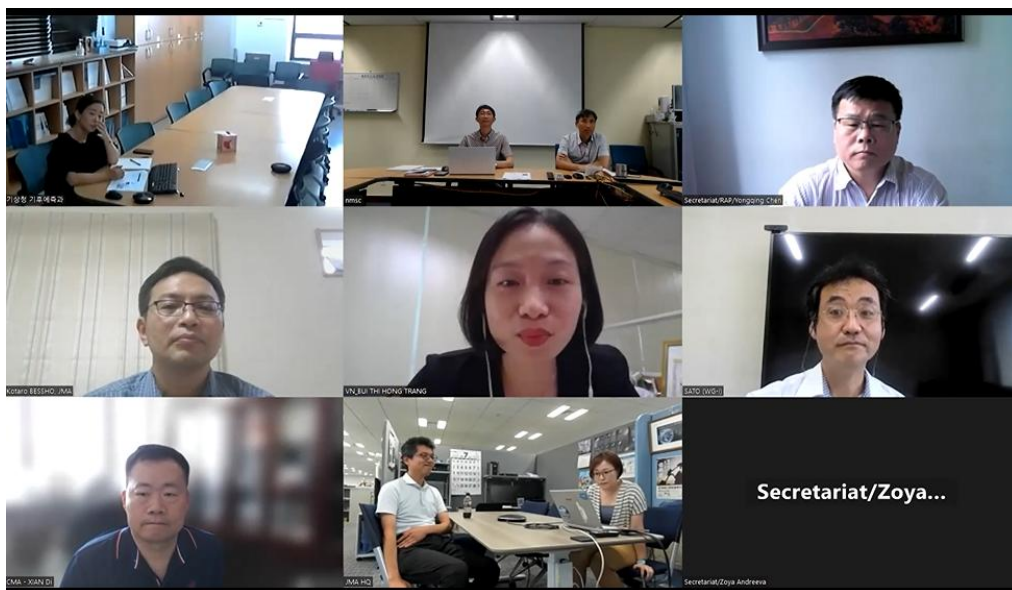 기상청 기후예측과
nmsc
Secretariat/RAP/Yongqing Chen
Kotaro BESSHO, JMA
VN_BUI THI HONG TRANG
SATO (WG-I)
CMA - XIAN DI
JMA HQ
7
Secretariat/Zoya...
Secretariat/Zoya Andreeva